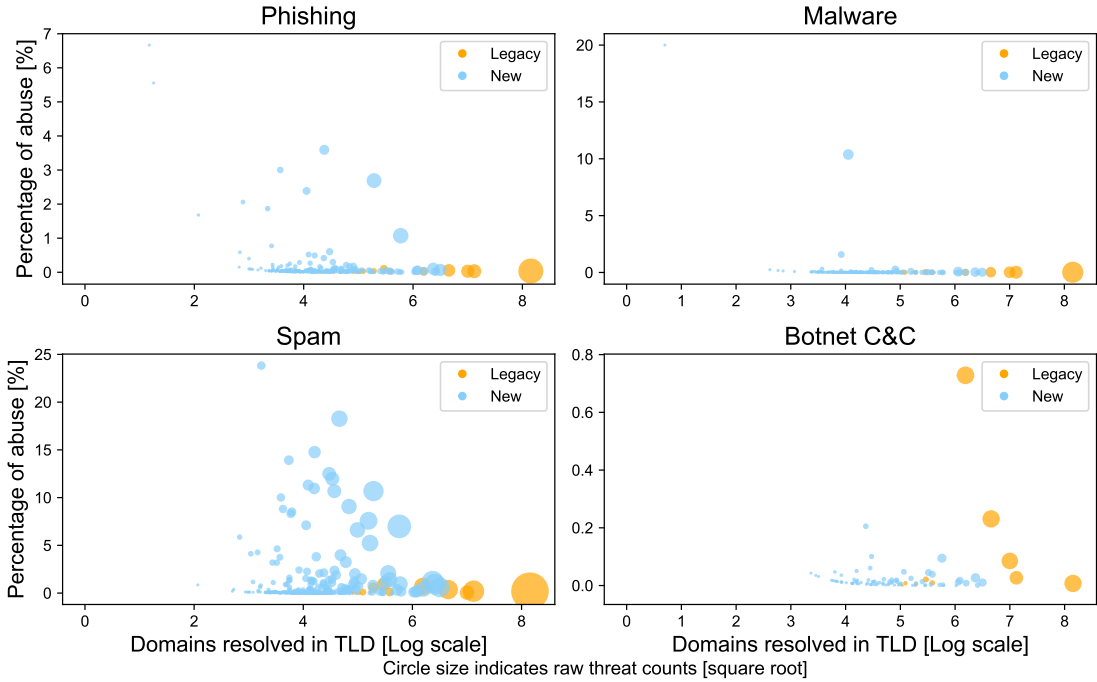 Phishing
Percentage of abuse [%]
7
6
5
4
3
2
1
0
0 2 4 6 8
Legacy
New
Malware
20
15
10
5
0
0 1 2 3 4 5 6 7 8
Legacy
New
Spam
Percentage of abuse [%]
25
20
15
10
5
0
0 2 4 6 8
Domains resolved in TLD [Log scale]
Legacy
New
Botnet C&C
0.8
0.6
0.4
0.2
0.0
0 1 2 3 4 5 6 7 8
Domains resolved in TLD [Log scale]
Legacy
New
Circle size indicates raw threat counts [square root]